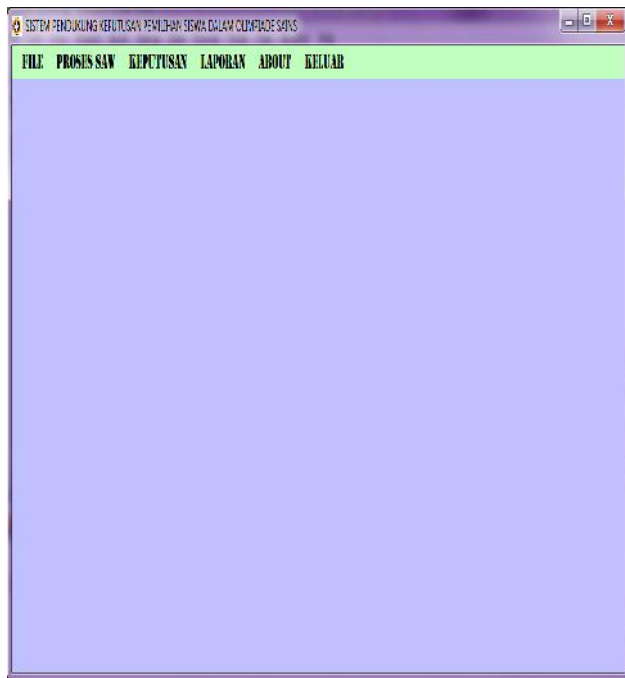 SISTEM PENDUKUNG KEPUTUSAN PEMILIHAN SISWA DALAM OLIMPIADE SAINS
FILE PROSES SAW KEPUTUSAN LAPORAN ABOUT KELUAR